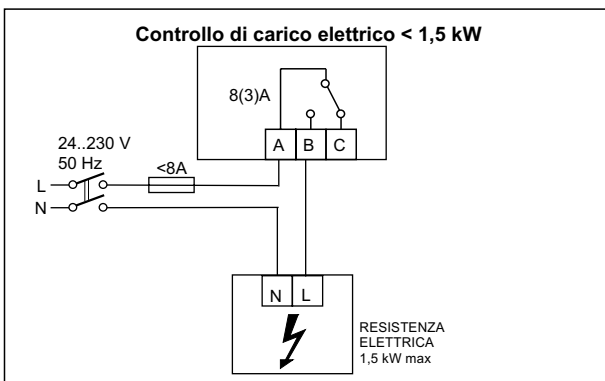 Controllo di carico elettrico < 1,5 kW
8(3)A
A B C
24..230 V
50 Hz
<8A
L
N
N L
RESISTENZA
ELETTRICA
1,5 kW max